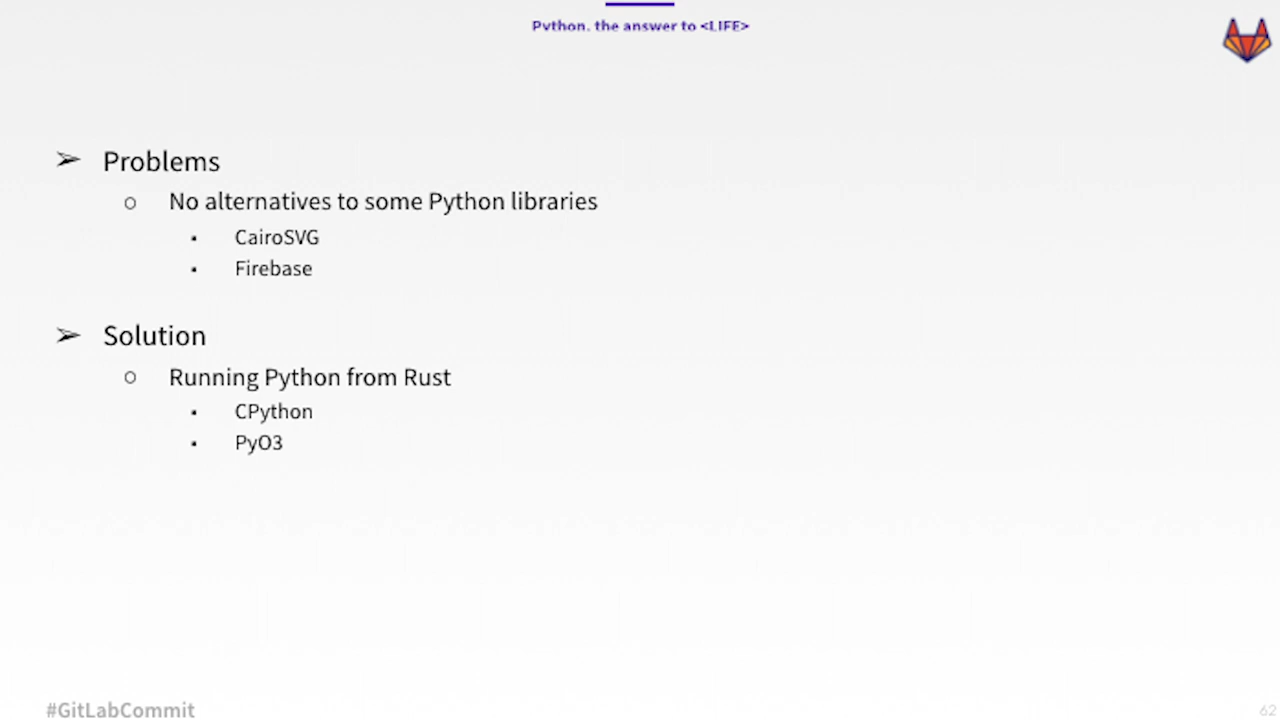 Python. the answer to <LIFE>
➢ Problems
o No alternatives to some Python libraries
▪ CairoSVG
▪ Firebase
➢ Solution
o Running Python from Rust
▪ CPython
▪ PyO3
#GitLabCommit
62